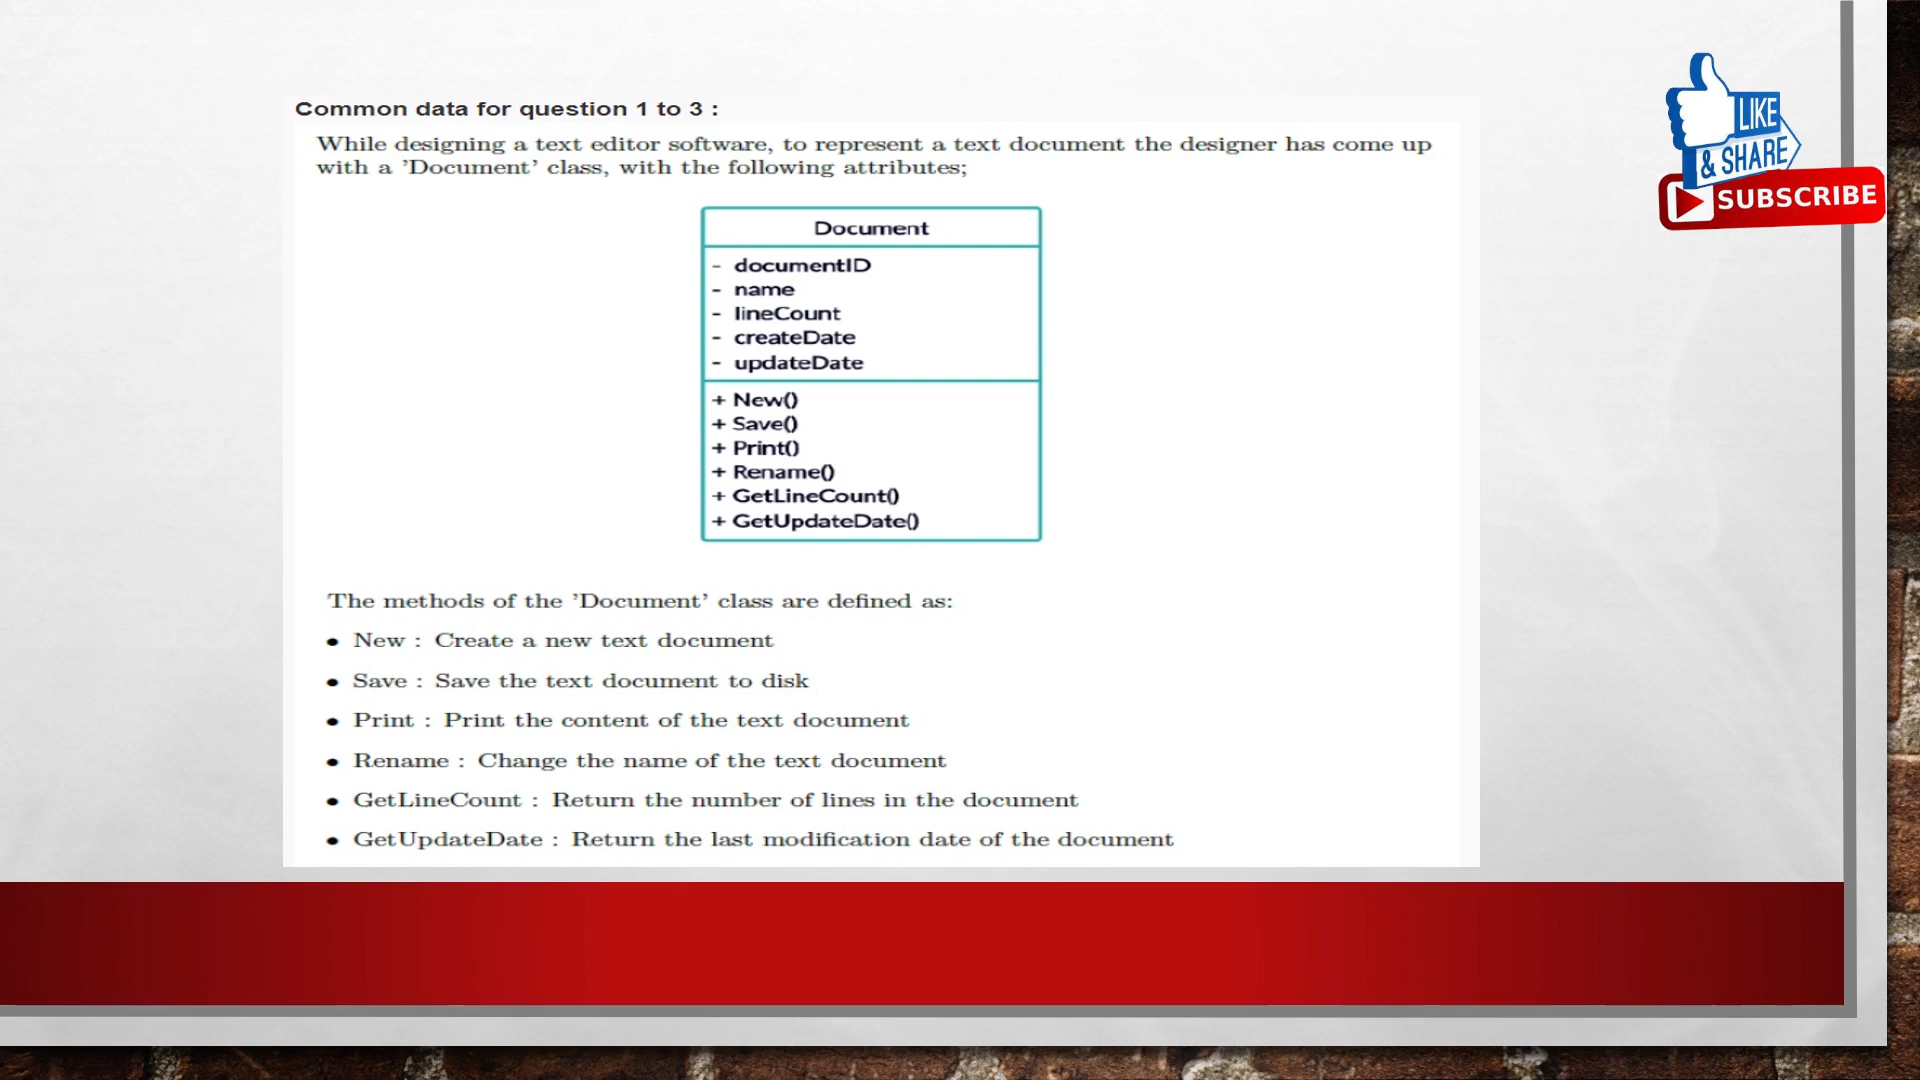 Common data for question 1 to 3 :
While designing a text editor software, to represent a text document the designer has come up
with a 'Document' class, with the following attributes;
Document
- documentID
- name
- lineCount
- createDate
- updateDate
+ New()
+ Save()
+ Print()
+ Rename()
+ GetLineCount()
+ GetUpdateDate()
The methods of the 'Document' class are defined as:
• New : Create a new text document
• Save : Save the text document to disk
• Print : Print the content of the text document
• Rename : Change the name of the text document
• GetLineCount : Return the number of lines in the document
• GetUpdateDate : Return the last modification date of the document
LIKE
& SHARE
SUBSCRIBE